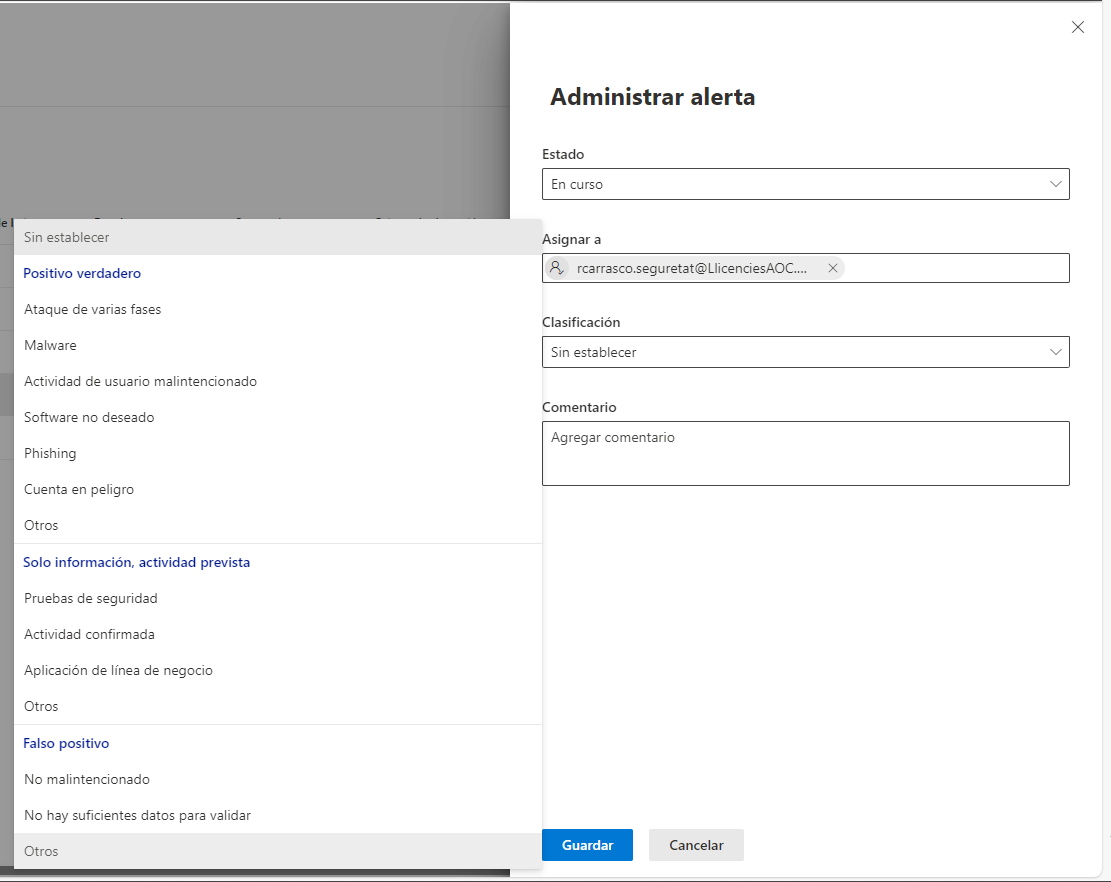 Administrar alerta
Estado
En curso
Asignar a
rcarrasco.seguretat@LlicenciesAOC....
Clasificación
Sin establecer
Comentario
Agregar comentario
Guardar
Cancelar
Sin establecer
Positivo verdadero
Ataque de varias fases
Malware
Actividad de usuario malintencionado
Software no deseado
Phishing
Cuenta en peligro
Otros
Solo información, actividad prevista
Pruebas de seguridad
Actividad confirmada
Aplicación de línea de negocio
Otros
Falso positivo
No malintencionado
No hay suficientes datos para validar
Otros